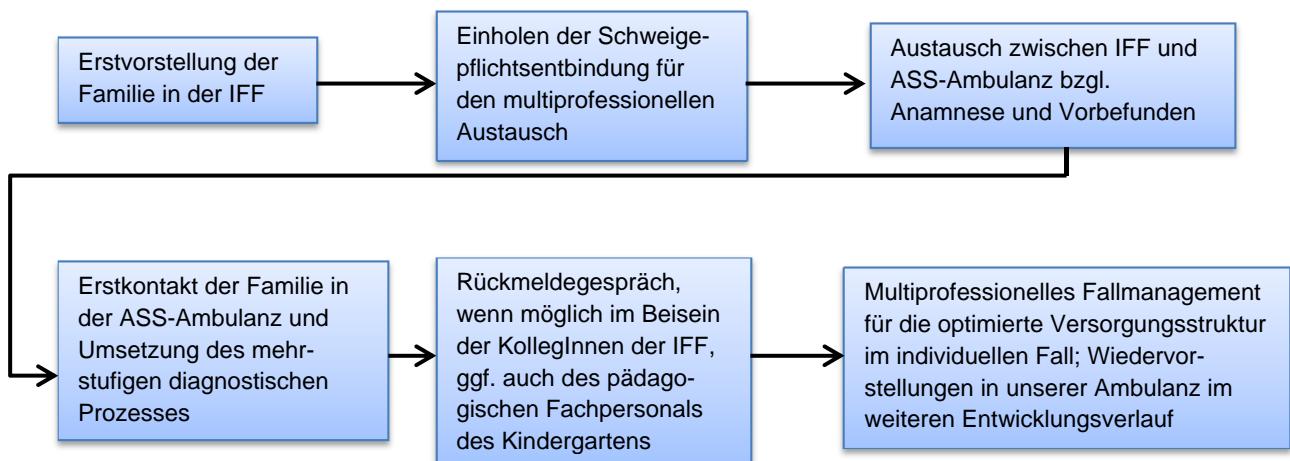 Erstvorstellung der
Familie in der IFF
Einholen der Schweige-
pflichtsentbindung für
den multiprofessionellen
Austausch
Austausch zwischen IFF und
ASS-Ambulanz bzgl.
Anamnese und Vorbefunden
Erstkontakt der Familie in
der ASS-Ambulanz und
Umsetzung des mehr-
stufigen diagnostischen
Prozesses
Rückmeldegespräch,
wenn möglich im Beisein
der KollegInnen der IFF,
ggf. auch des pädago-
gischen Fachpersonals
des Kindergartens
Multiprofessionelles Fallmanagement
für die optimierte Versorgungsstruktur
im individuellen Fall; Wiedervor-
stellungen in unserer Ambulanz im
weiteren Entwicklungsverlauf